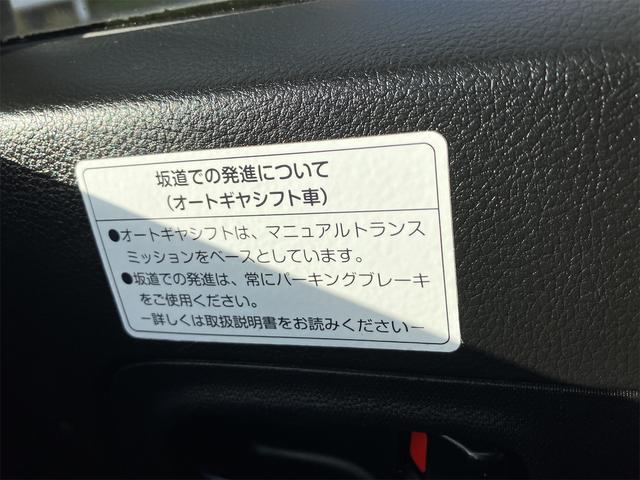 坂道での発進について
(オートギヤシフト車)
●オートギヤシフトは、マニュアルトランス
ミッションをベースとしています。
●坂道での発進は、常にパーキングブレーキ
をご使用ください。
ー詳しくは取扱説明書をお読みくださいー